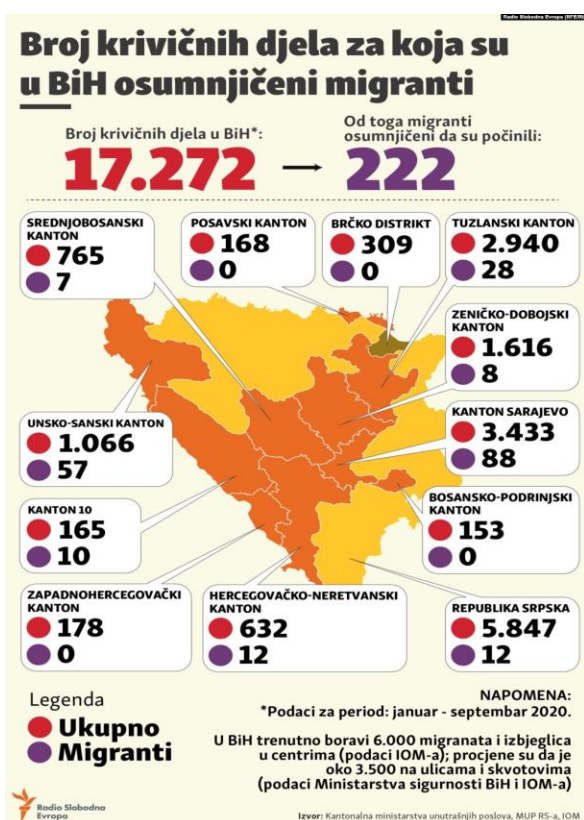 Radio Slobodna Evropa (RFE/RL)
Broj krivičnih djela za koja su
u BiH osumnjičeni migranti
Broj krivičnih djela u BiH*:
17.272
Od toga migranti
osumnjičeni da su počinili:
222
SREDNJOBOSANSKI
KANTON
765
7
POSAVSKI KANTON
168
0
BRČKO DISTRIKT
309
0
TUZLANSKI KANTON
2.940
28
ZENIČKO-DOBOJSKI
KANTON
1.616
8
UNSKO-SANSKI KANTON
1.066
57
KANTON SARAJEVO
3.433
88
KANTON 10
165
10
BOSANSKO-PODRINJSKI
KANTON
153
0
ZAPADNOHERCEGOVAČKI
KANTON
178
0
HERCEGOVAČKO-NERETVANSKI
KANTON
632
12
REPUBLIKA SRPSKA
5.847
12
Legenda
Ukupno
Migranti
NAPOMENA:
*Podaci za period: januar - septembar 2020.
U BiH trenutno boravi 6.000 migranata i izbjeglica
u centrima (podaci IOM-a); procjene su da je
oko 3.500 na ulicama i skvotovima
(podaci Ministarstva sigurnosti BiH i IOM-a)
Radio Slobodna
Evropa
Izvor: Kantonalna ministarstva unutrašnjih poslova, MUP RS-a, IOM